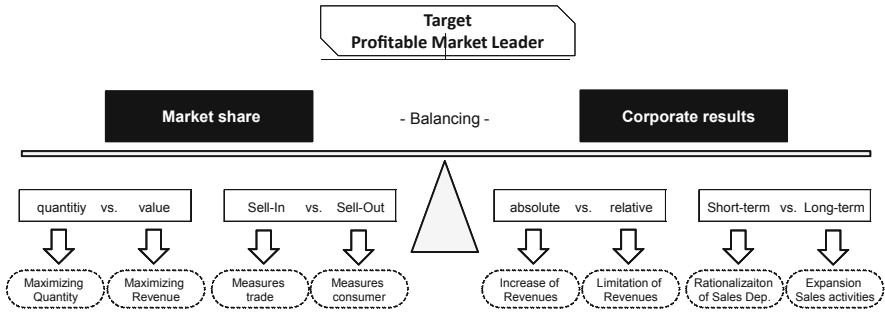 Target
Profitable Market Leader
Market share
- Balancing -
Corporate results
quantitiy vs. value
Sell-In vs. Sell-Out
absolute vs. relative
Short-term vs. Long-term
Maximizing
Quantity
Maximizing
Revenue
Measures
trade
Measures
consumer
Increase of
Revenues
Limitation of
Revenues
Rationalizaiton
of Sales Dep.
Expansion
Sales activities